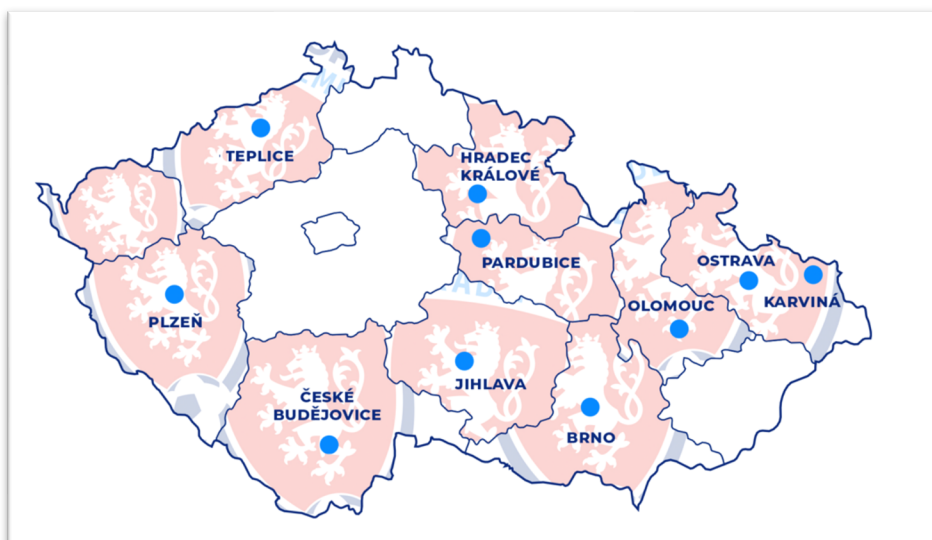 TEPLICE
HRADEC
KRÁLOVÉ
PARDUBICE
OSTRAVA
KARVINÁ
OLOMOUC
PLZEŇ
JIHLAVA
ČESKÉ
BUDĚJOVICE
BRNO